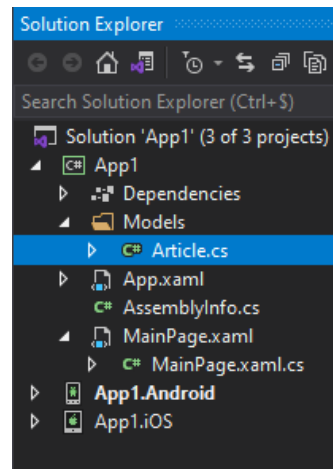 Solution Explorer
Search Solution Explorer (Ctrl+$)
Solution 'App1' (3 of 3 projects)
C# App1
Dependencies
Models
C# Article.cs
App.xaml
C# AssemblyInfo.cs
MainPage.xaml
C# MainPage.xaml.cs
App1.Android
App1.iOS